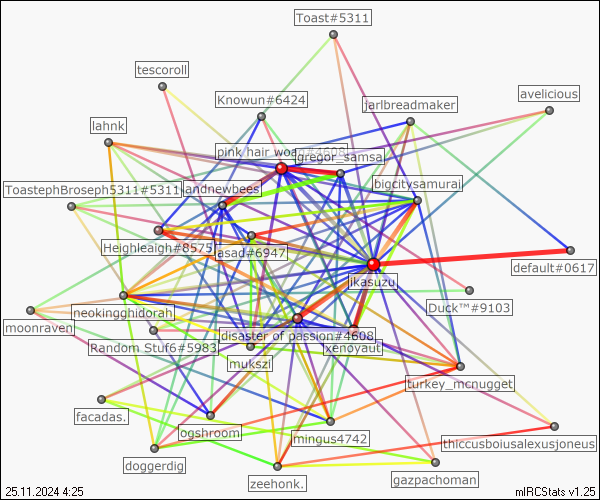 Toast#5311
tescoroll
avelicious
Knowun#6424
jarlbreadmaker
lahnk
pink hair woao#4608
gregor_samsa
bigcitysamurai
ToastephBroseph5311#5311
andnewbees
Heighleigh#8575
asad#6947
default#0617
ikasuzu
Duck™#9103
neokingghidorah
moonraven
disaster of passion#4608
xenoyaut
Random Stuf6#5983
mukszi
turkey_mcnugget
facadas.
ogshroom
mingus4742
thiccusboiusalexusjoneus
doggerdig
zeehonk.
gazpachoman
25.11.2024 4:25
mIRCStats v1.25